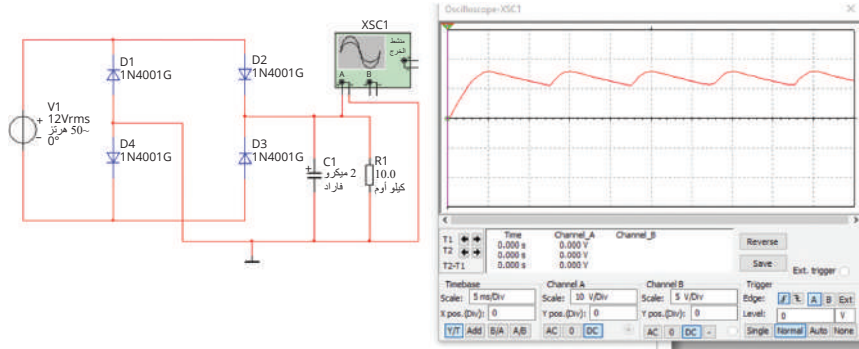 Oscilloscope-XSC1
XSC1
منشط
الخرج
A
B
D1
1N4001G
D2
1N4001G
V1
12Vrms
~50 هرتز
0°
D4
1N4001G
D3
1N4001G
C1
2 ميكرو
فاراد
R1
10.0
كيلو أوم
Time Channel_A Channel_B
T1 0.000 s 0.000 V
T2 0.000 s 0.000 V
T2-T1 0.000 s 0.000 V
Reverse
Save
Ext. trigger
Timebase
Scale: 5 ms/Div
X pos.(Div): 0
Y/T Add B/A A/B
Channel A
Scale: 10 V/Div
Y pos.(Div): 0
AC 0 DC -
Channel B
Scale: 5 V/Div
Y pos.(Div): 0
AC 0 DC -
Trigger
Edge: A B Ext
Level: 0 V
Single Normal Auto None